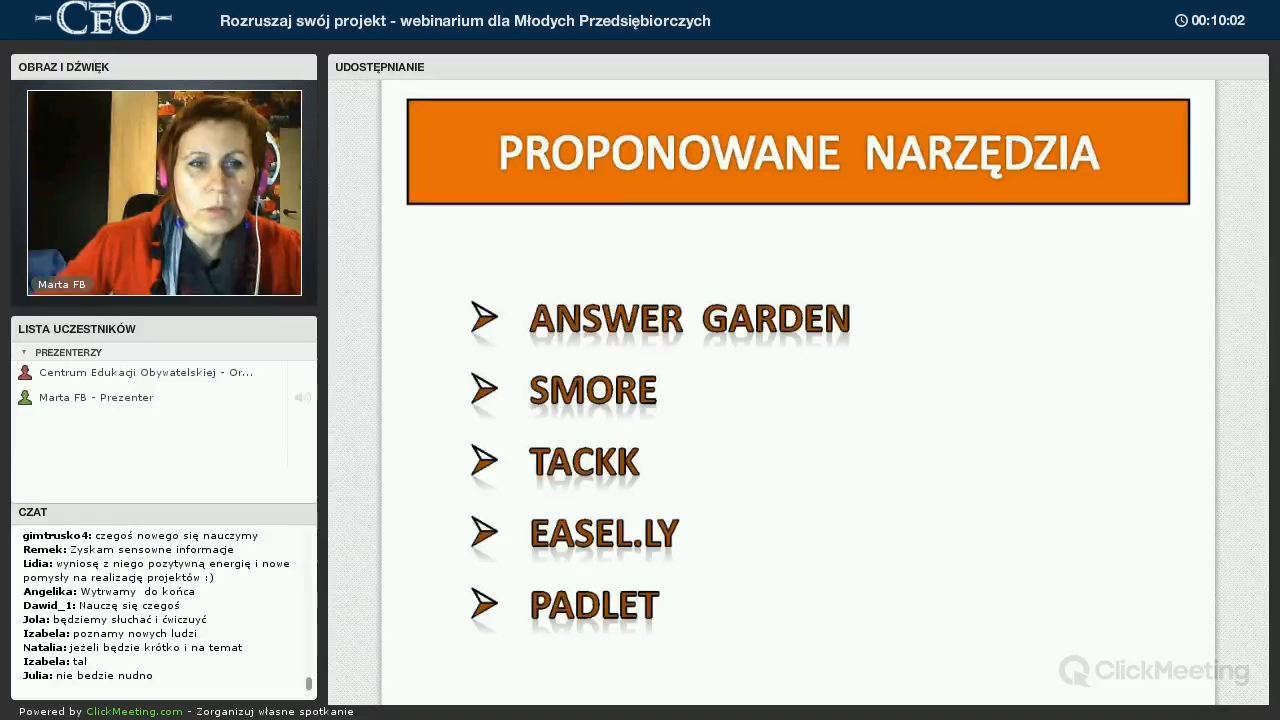 CEO
Rozruszaj swój projekt - webinarium dla Młodych Przedsiębiorczych
00:10:02
OBRAZ I DŹWIĘK
Marta FB
LISTA UCZESTNIKÓW
PREZENTERZY
Centrum Edukacji Obywatelskiej - Or...
Marta FB - Prezenter
CZAT
gimtrusko4: czegoś nowego się nauczymy
Remek: Zyskam sensowne informacje
Lidia: wyniosę z niego pozytywną energię i nowe
pomysły na realizację projektów :)
Angelika: Wytrwamy do końca
Dawid_1: Nauczę się czegoś
Jola: będziemy słuchać i ćwiczyć
Izabela: poznamy nowych ludzi
Natalia: jeżeli będzie krótko i na temat
Izabela: tal
Julia: nie bedzie nudno
Powered by ClickMeeting.com - Zorganizuj własne spotkanie
UDOSTĘPNIANIE
PROPONOWANE NARZĘDZIA
ANSWER GARDEN
SMORE
TACKK
EASEL.LY
PADLET
ClickMeeting